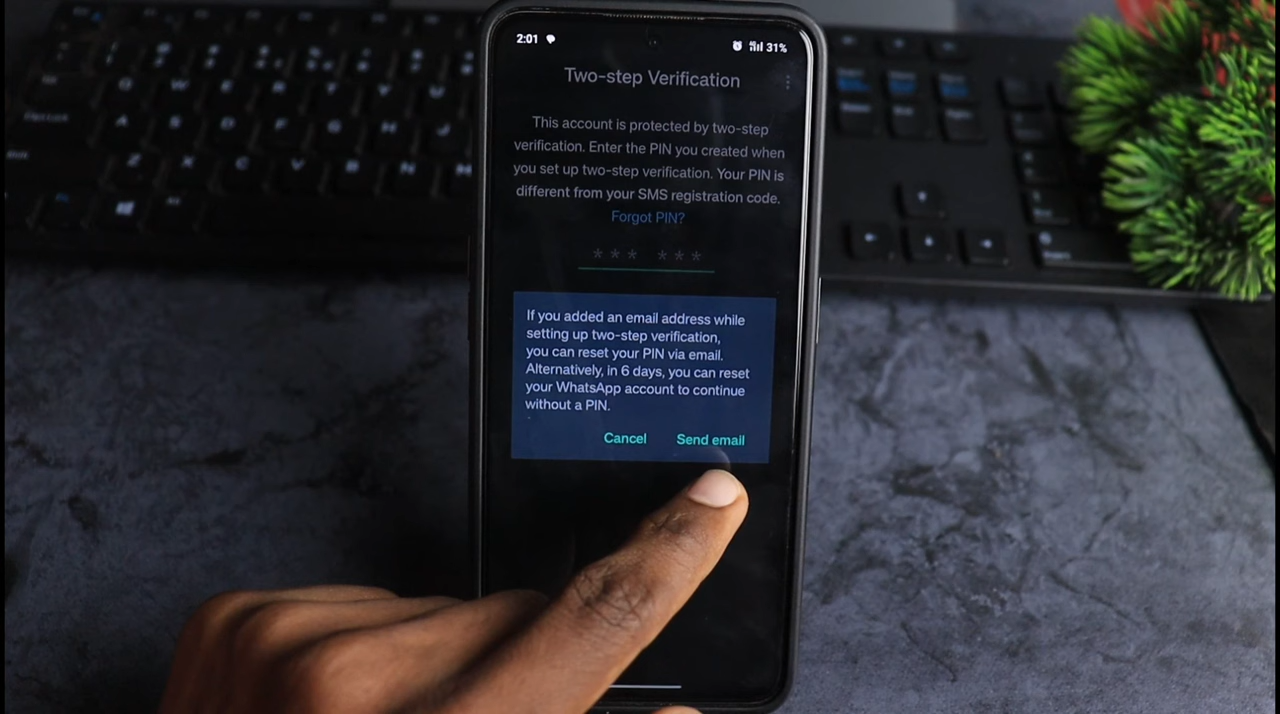 2:01
31%
Two-step Verification
This account is protected by two-step
verification. Enter the PIN you created when
you set up two-step verification. Your PIN is
different from your SMS registration code.
Forgot PIN?
*** ***
If you added an email address while
setting up two-step verification,
you can reset your PIN via email.
Alternatively, in 6 days, you can reset
your WhatsApp account to continue
without a PIN.
Cancel Send email
Q W E R T Y U
A S D F G H J
Z X C V B N M